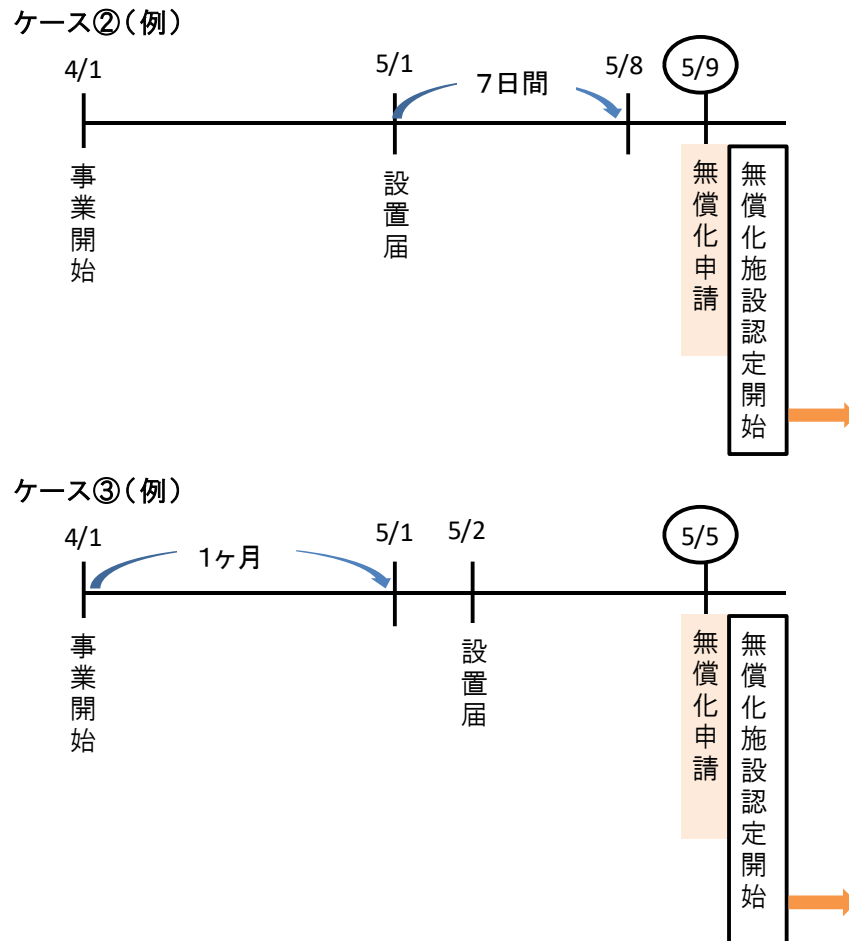 ケース②(例)
4/1
5/1
7日間
5/8
5/9
事業開始
設置届
無償化申請
無償化施設認定開始
ケース③(例)
4/1
1ヶ月
5/1
5/2
5/5
事業開始
設置届
無償化申請
無償化施設認定開始